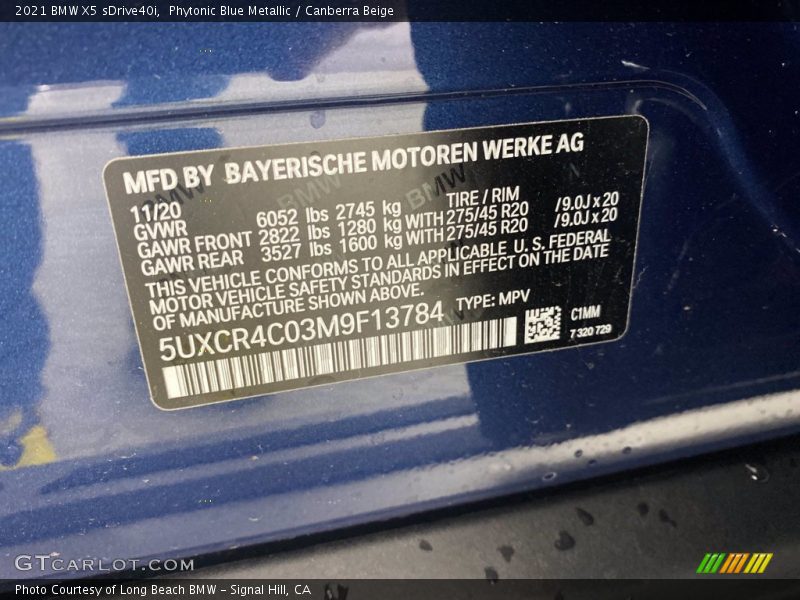 2021 BMW X5 sDrive40i,  Phytonic Blue Metallic / Canberra Beige
MFD BY BAYERISCHE MOTOREN WERKE AG
11/20 TIRE / RIM
GVWR 6052 lbs 2745 kg
GAWR FRONT 2822 lbs 1280 kg WITH 275/45 R20 /9.0J x 20
GAWR REAR 3527 lbs 1600 kg WITH 275/45 R20 /9.0J x 20
THIS VEHICLE CONFORMS TO ALL APPLICABLE U.S. FEDERAL
MOTOR VEHICLE SAFETY STANDARDS IN EFFECT ON THE DATE
OF MANUFACTURE SHOWN ABOVE.
5UXCR4C03M9F13784 TYPE: MPV
C1MM
7 320 729
GTCARLOT.COM
Photo Courtesy of Long Beach BMW - Signal Hill, CA